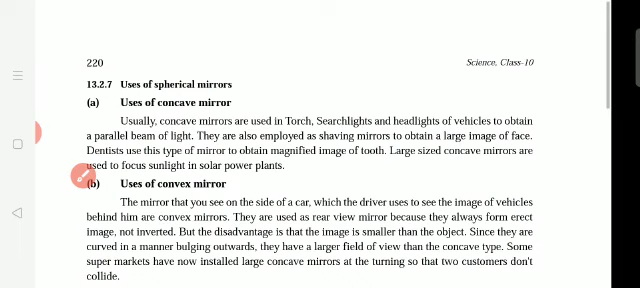 220
Science, Class-10
13.2.7 Uses of spherical mirrors
(a) Uses of concave mirror
Usually, concave mirrors are used in Torch, Searchlights and headlights of vehicles to obtain
a parallel beam of light. They are also employed as shaving mirrors to obtain a large image of face.
Dentists use this type of mirror to obtain magnified image of tooth. Large sized concave mirrors are
used to focus sunlight in solar power plants.
(b) Uses of convex mirror
The mirror that you see on the side of a car, which the driver uses to see the image of vehicles
behind him are convex mirrors. They are used as rear view mirror because they always form erect
image, not inverted. But the disadvantage is that the image is smaller than the object. Since they are
curved in a manner bulging outwards, they have a larger field of view than the concave type. Some
super markets have now installed large concave mirrors at the turning so that two customers don't
collide.